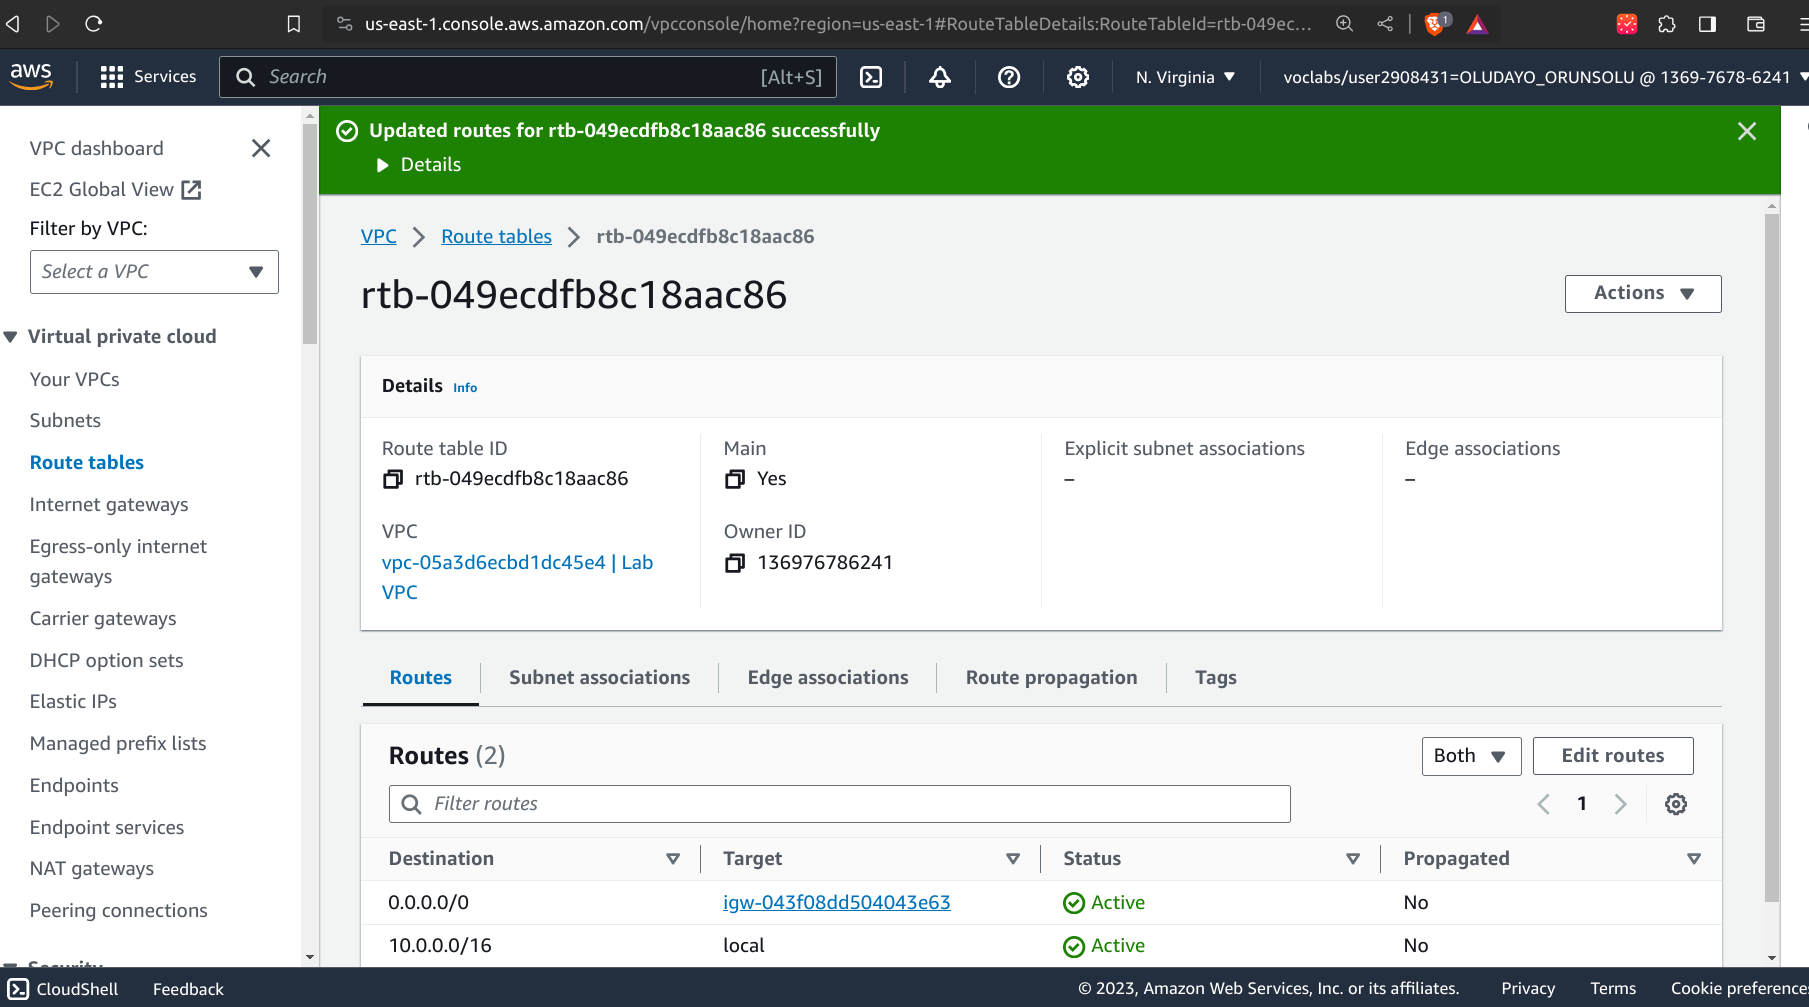 us-east-1.console.aws.amazon.com/vpcconsole/home?region=us-east-1#RouteTableDetails:RouteTableId=rtb-049ec...
1
aws
Services
Search
[Alt+S]
N. Virginia
voclabs/user2908431=OLUDAYO_ORUNSOLU @ 1369-7678-6241
VPC dashboard
EC2 Global View
Filter by VPC:
Select a VPC
Virtual private cloud
Your VPCs
Subnets
Route tables
Internet gateways
Egress-only internet
gateways
Carrier gateways
DHCP option sets
Elastic IPs
Managed prefix lists
Endpoints
Endpoint services
NAT gateways
Peering connections
Security
Updated routes for rtb-049ecdfb8c18aac86 successfully
Details
VPC
Route tables
rtb-049ecdfb8c18aac86
rtb-049ecdfb8c18aac86
Actions
Details Info
Route table ID
rtb-049ecdfb8c18aac86
Main
Yes
Explicit subnet associations
–
Edge associations
–
VPC
vpc-05a3d6ecbd1dc45e4 | Lab
VPC
Owner ID
136976786241
Routes
Subnet associations
Edge associations
Route propagation
Tags
Routes (2)
Both
Edit routes
Filter routes
1
Destination
Target
Status
Propagated
0.0.0.0/0
igw-043f08dd504043e63
Active
No
10.0.0.0/16
local
Active
No
CloudShell
Feedback
© 2023, Amazon Web Services, Inc. or its affiliates.
Privacy
Terms
Cookie preferences